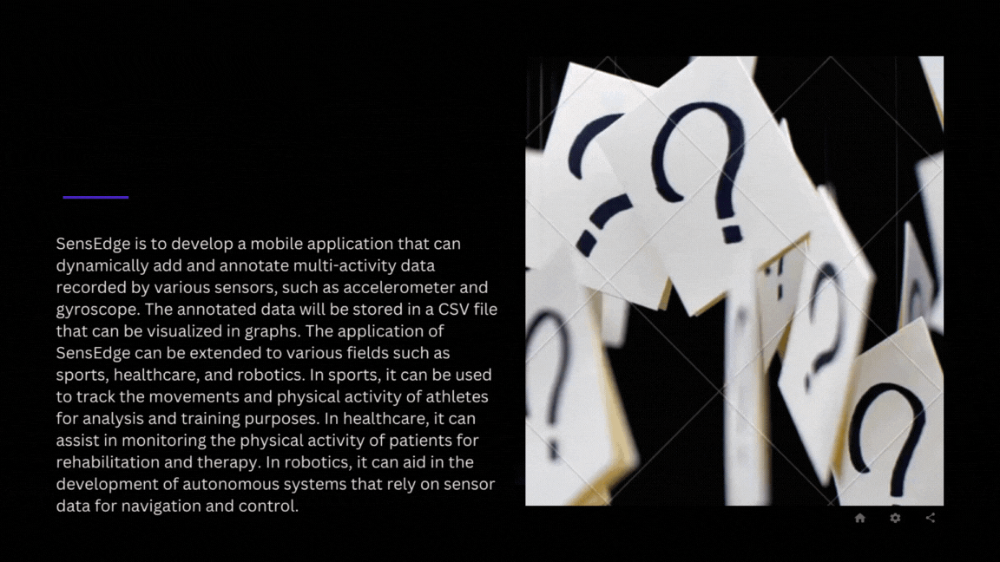 SensEdge is to develop a mobile application that can
dynamically add and annotate multi-activity data
recorded by various sensors, such as accelerometer and
gyroscope. The annotated data will be stored in a CSV file
that can be visualized in graphs. The application of
SensEdge can be extended to various fields such as
sports, healthcare, and robotics. In sports, it can be used
to track the movements and physical activity of athletes
for analysis and training purposes. In healthcare, it can
assist in monitoring the physical activity of patients for
rehabilitation and therapy. In robotics, it can aid in the
development of autonomous systems that rely on sensor
data for navigation and control.
?
?
?
?
?